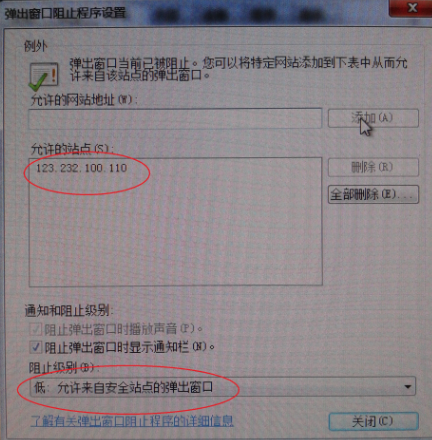 弹出窗口阻止程序设置
例外
弹出窗口当前已被阻止。您可以将特定网站添加到下表中从而允
许来自该站点的弹出窗口。
允许的网站地址(W):
添加(A)
允许的站点(S):
123.232.100.110
删除(R)
全部删除(E)...
通知和阻止级别:
阻止弹出窗口时播放声音(P)。
阻止弹出窗口时显示通知栏(N)。
阻止级别(B):
低: 允许来自安全站点的弹出窗口
了解有关弹出窗口阻止程序的详细信息
关闭(C)